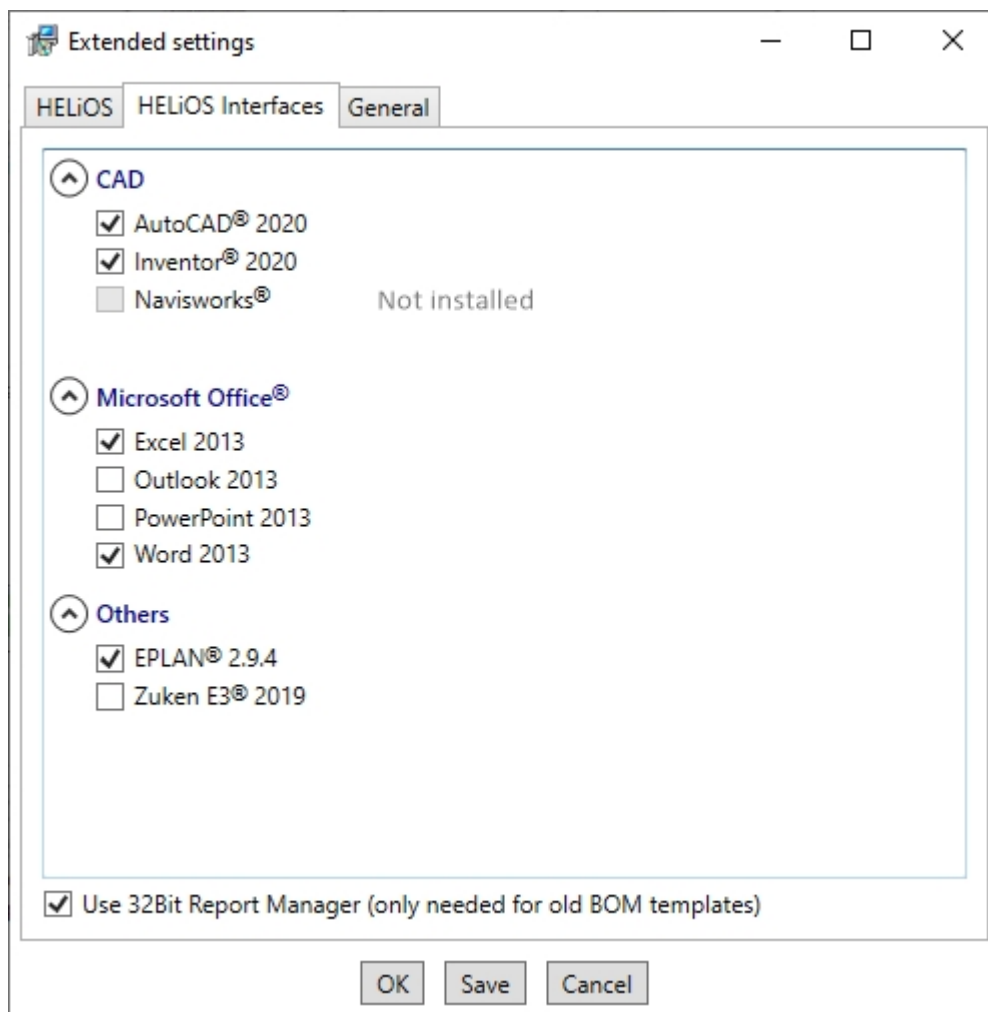 Extended settings
HELiOS HELiOS Interfaces General
CAD
AutoCAD® 2020
Inventor® 2020
Navisworks® Not installed
Microsoft Office®
Excel 2013
Outlook 2013
PowerPoint 2013
Word 2013
Others
EPLAN® 2.9.4
Zuken E3® 2019
Use 32Bit Report Manager (only needed for old BOM templates)
OK Save Cancel